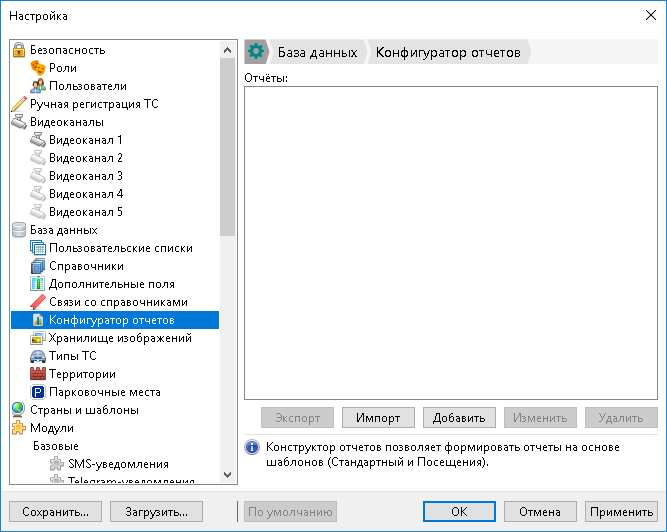 Настройка
Безопасность
Роли
Пользователи
Ручная регистрация ТС
Видеоканалы
Видеоканал 1
Видеоканал 2
Видеоканал 3
Видеоканал 4
Видеоканал 5
База данных
Пользовательские списки
Справочники
Дополнительные поля
Связи со справочниками
Конфигуратор отчетов
Хранилище изображений
Типы ТС
Территории
Парковочные места
Страны и шаблоны
Модули
Базовые
SMS-уведомления
Telegram-уведомления
База данных Конфигуратор отчетов
Отчёты:
Экспорт Импорт Добавить Изменить Удалить
Конструктор отчетов позволяет формировать отчеты на основе
шаблонов (Стандартный и Посещения).
Сохранить... Загрузить... По умолчанию OK Отмена Применить